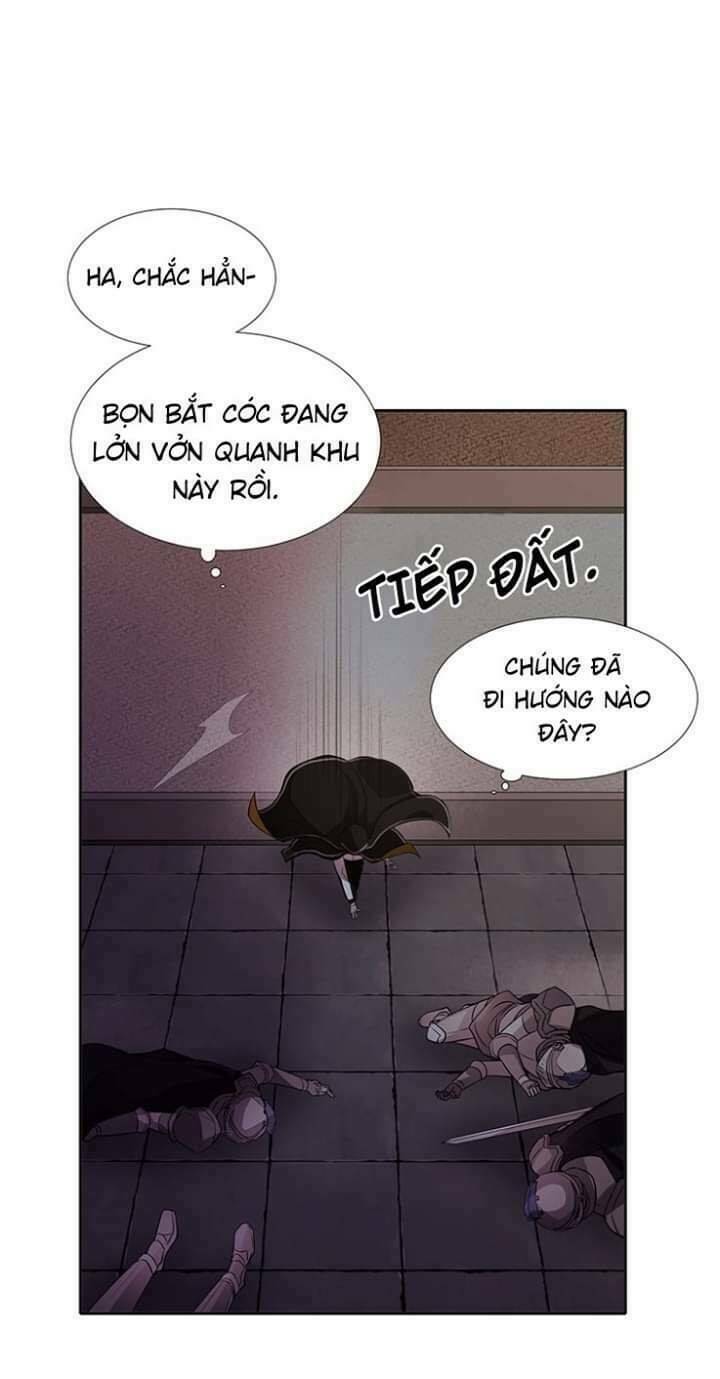 HA, CHẮC HẲN-
BỌN BẮT CÓC ĐANG
LỞN VỞN QUANH KHU
NÀY RỒI.
TIẾP ĐẤT.
CHÚNG ĐÃ
ĐI HƯỚNG NÀO
ĐÂY?